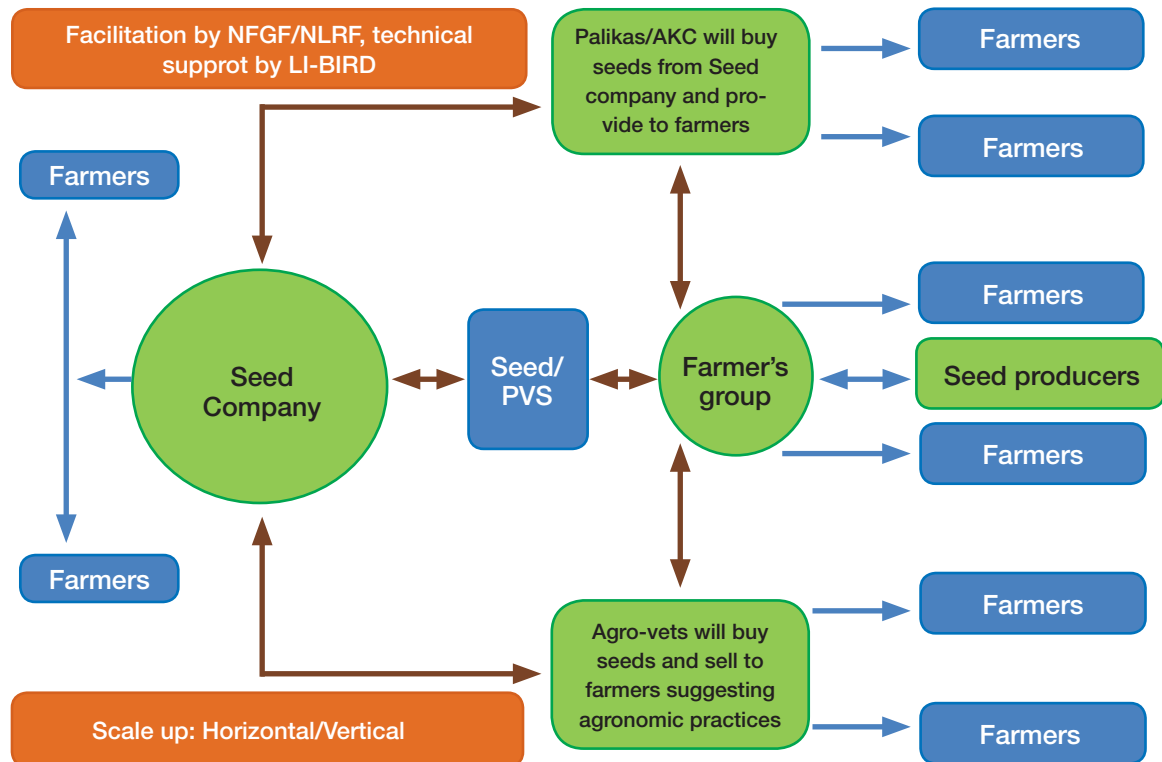 Facilitation by NFGF/NLRF, technical
supprot by LI-BIRD
Palikas/AKC will buy
seeds from Seed
company and pro-
vide to farmers
Farmers
Farmers
Farmers
Farmers
Seed
Company
Seed/
PVS
Farmer’s
group
Farmers
Seed producers
Farmers
Farmers
Agro-vets will buy
seeds and sell to
farmers suggesting
agronomic practices
Farmers
Farmers
Scale up: Horizontal/Vertical